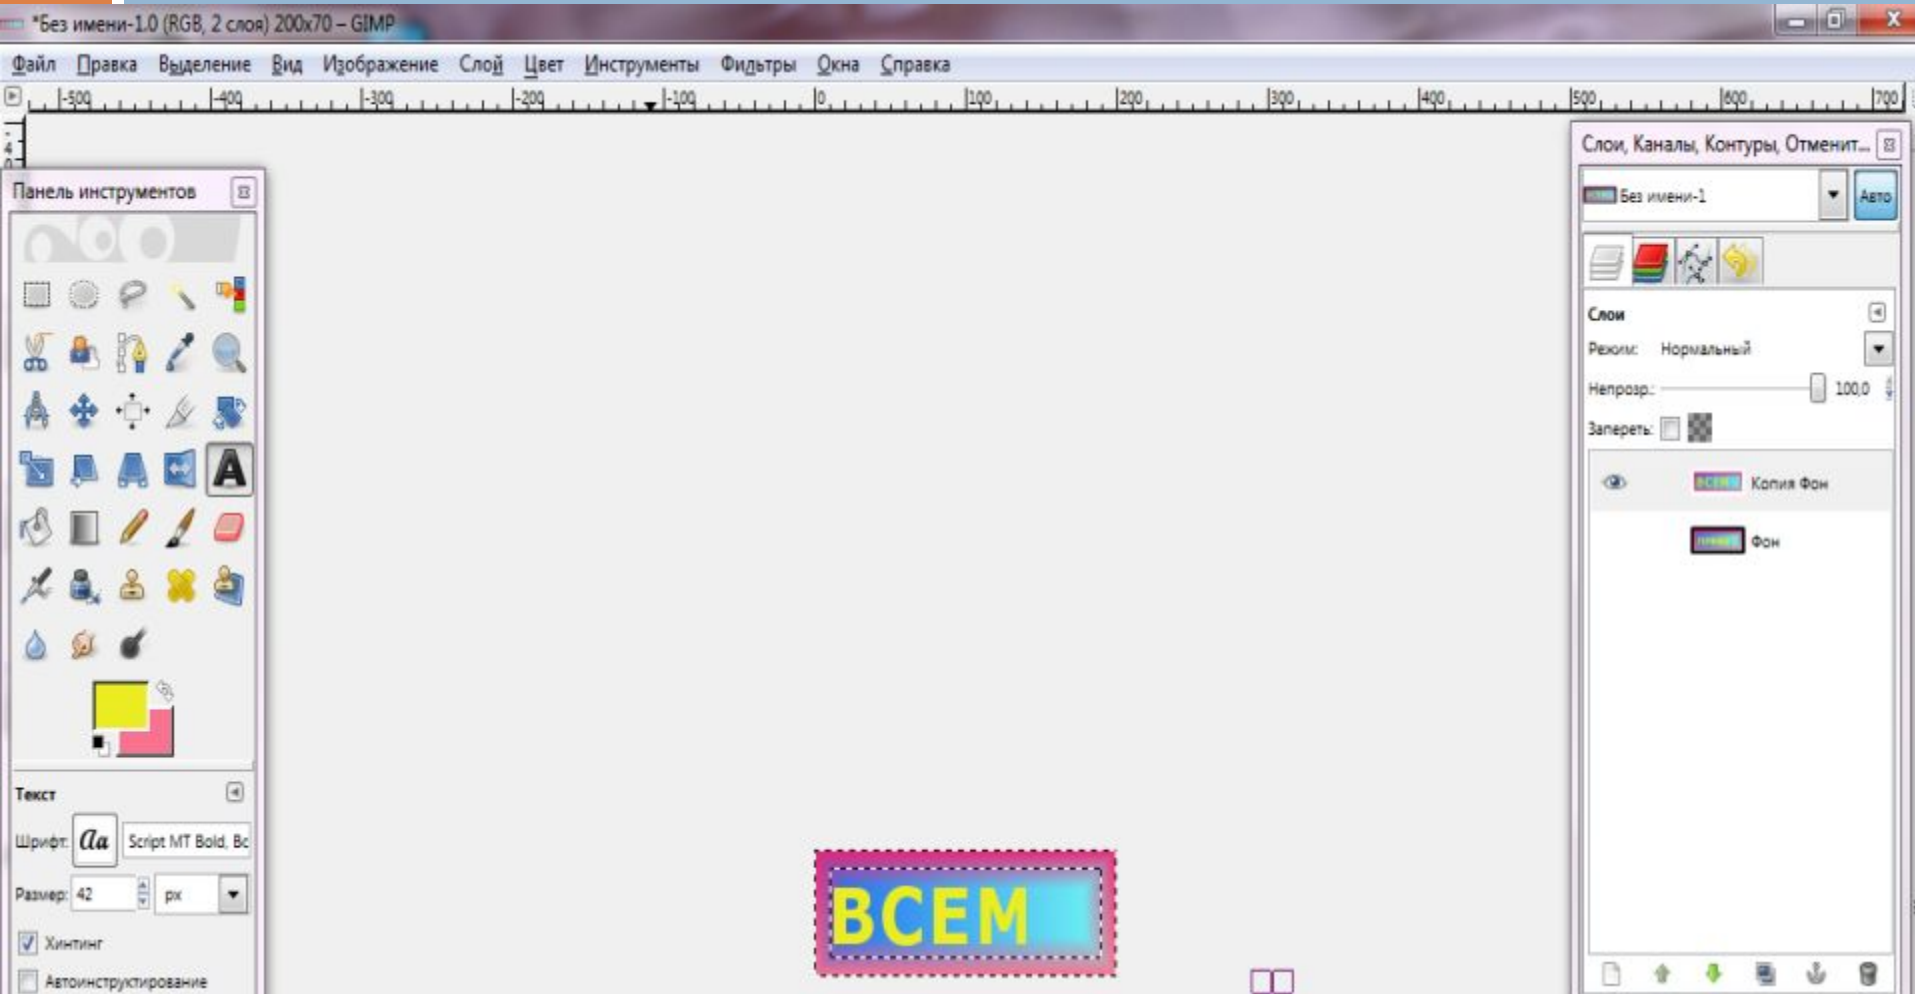 *Без имени-1.0 (RGB, 2 слоя) 200x70 – GIMP
Файл Правка Выделение Вид Изображение Слой Цвет Инструменты Фильтры Окна Справка
-500 -400 -300 -200 -100 0 100 200 300 400 500 600 700
Слои, Каналы, Контуры, Отменит...
Панель инструментов
Без имени-1
Авто
Слои
Режим: Нормальный
Непрозр.: 100,0
Запереть:
Копия Фон
Фон
Текст
Шрифт: Aa Script MT Bold, Bc
Размер: 42 px
Хинтинг
Автоинструктирование
ВСЕМ